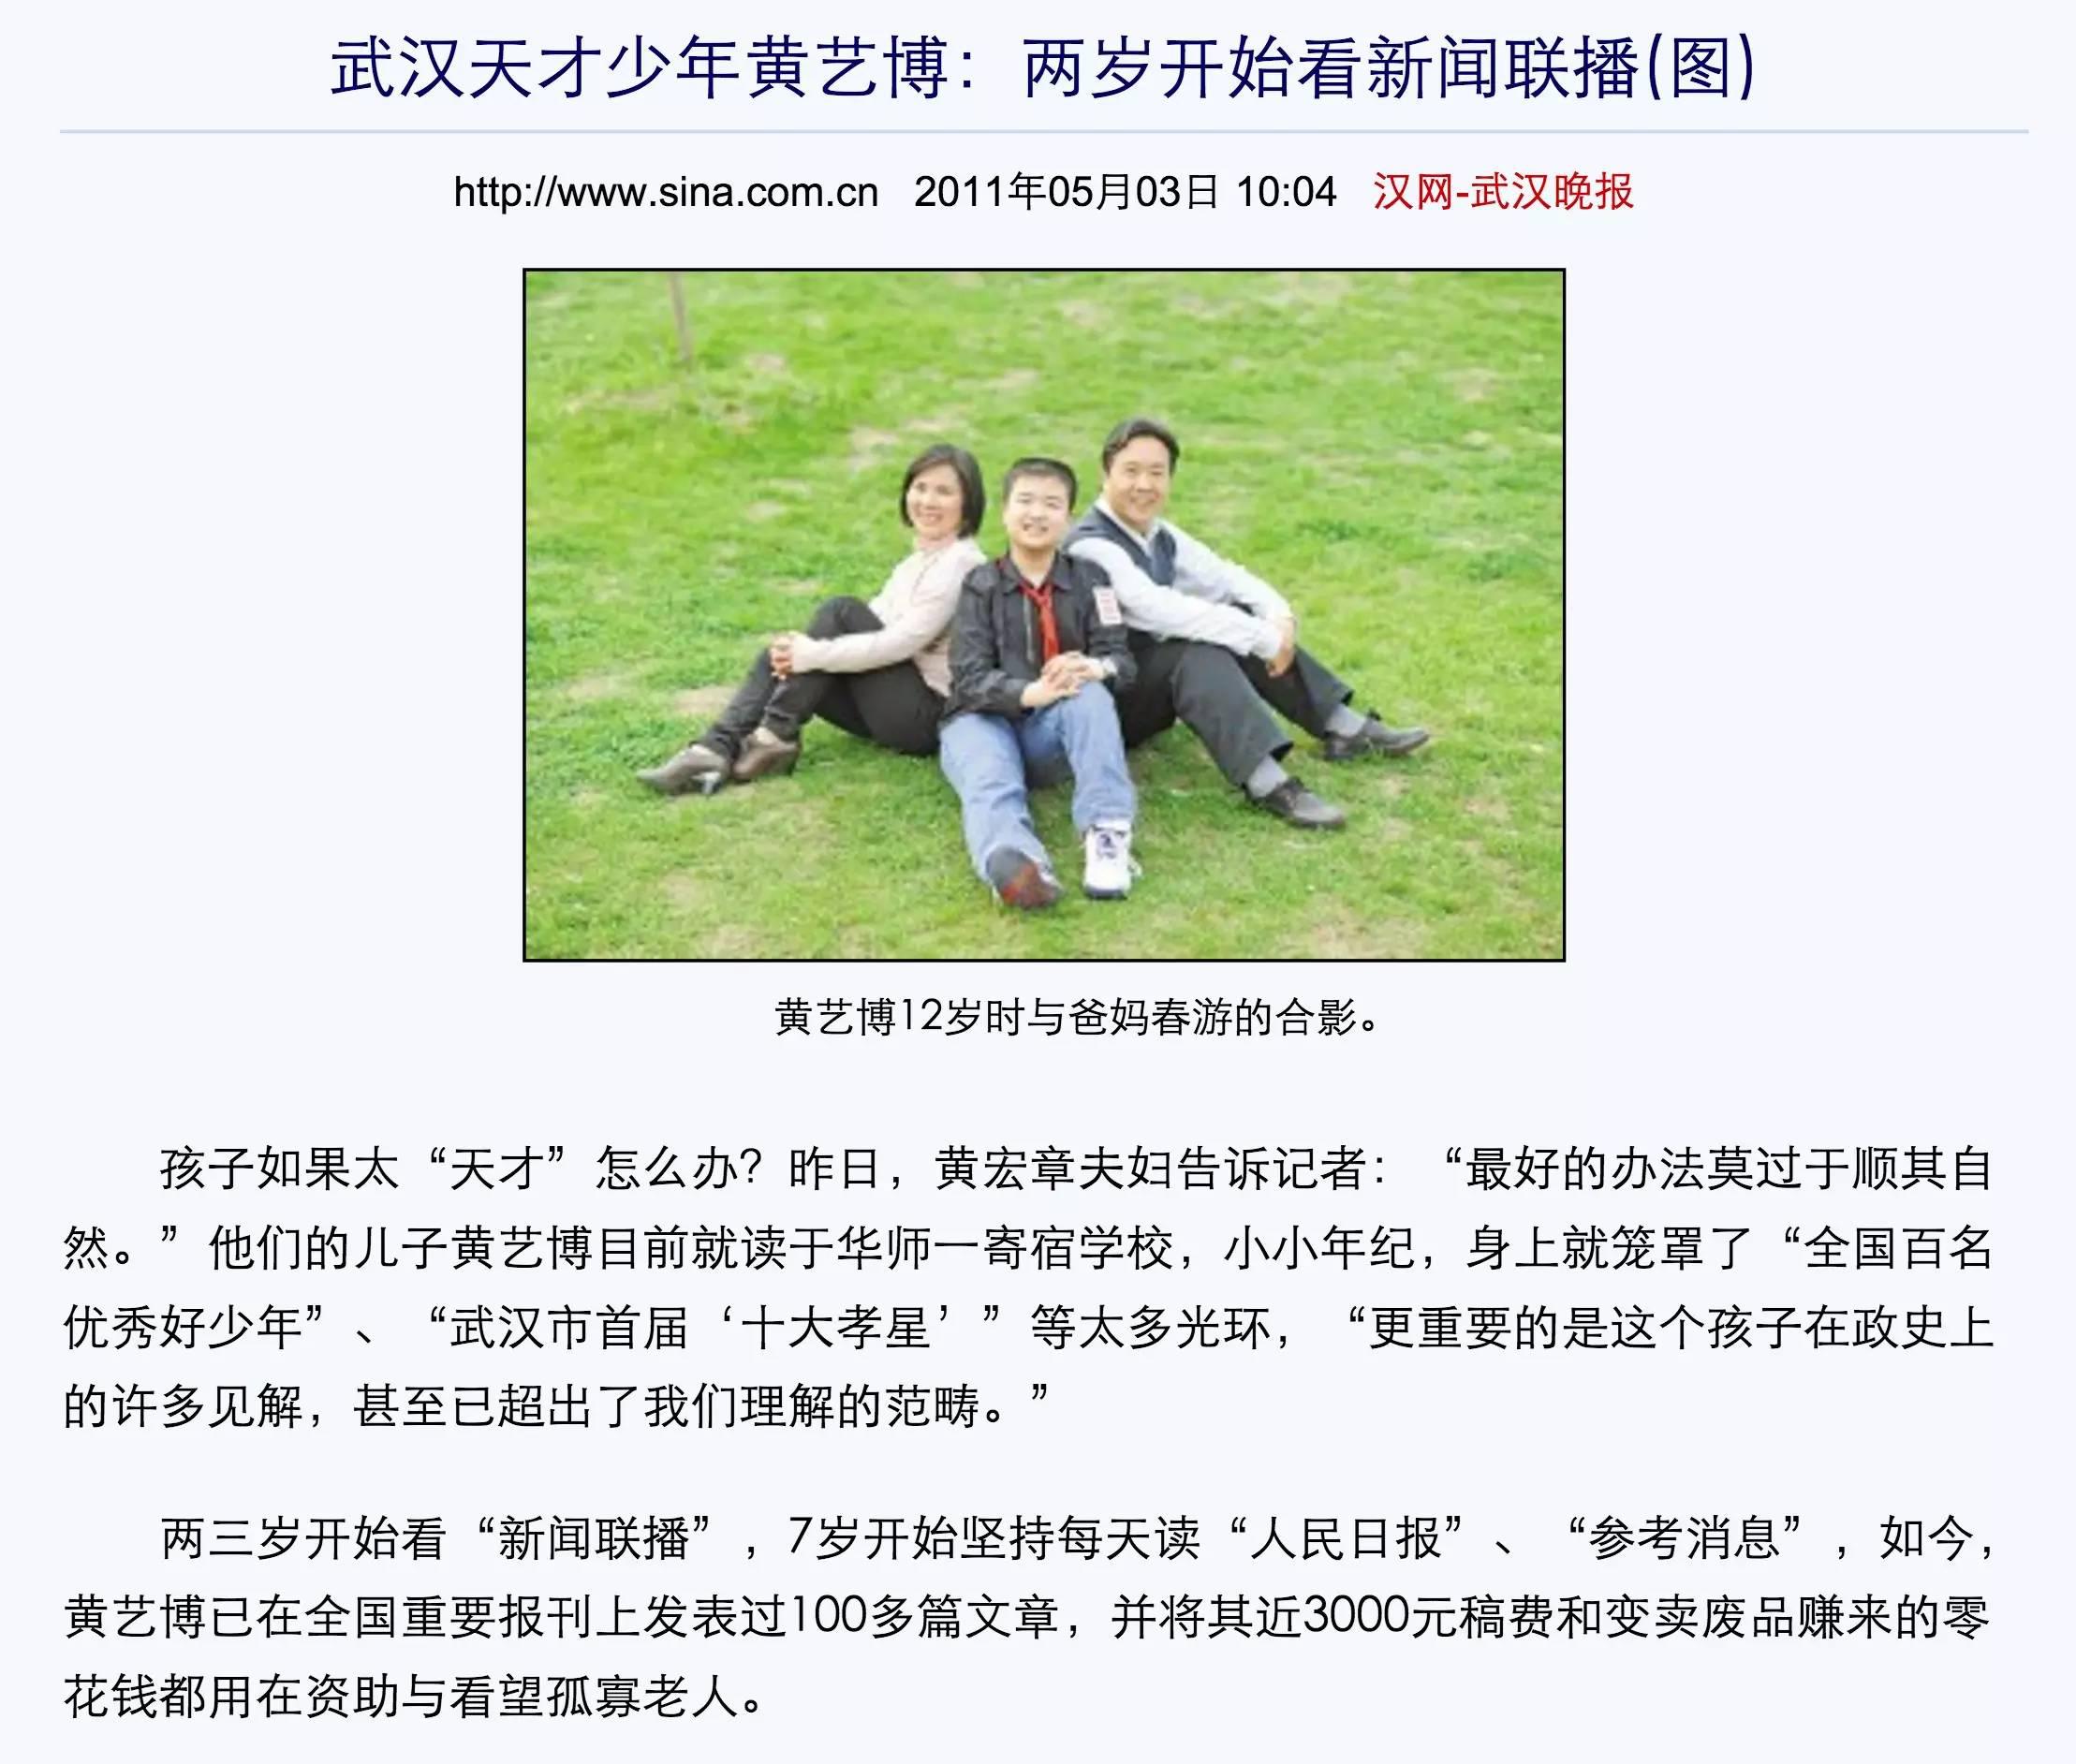 武汉天才少年黄艺博：两岁开始看新闻联播(图)
http://www.sina.com.cn 2011年05月03日 10:04 汉网-武汉晚报
黄艺博12岁时与爸妈春游的合影。
孩子如果太“天才”怎么办？昨日，黄宏章夫妇告诉记者：“最好的办法莫过于顺其自
然。”他们的儿子黄艺博目前就读于华师一寄宿学校，小小年纪，身上就笼罩了“全国百名
优秀好少年”、“武汉市首届‘十大孝星’”等太多光环，“更重要的是这个孩子在政史上
的许多见解，甚至已超出了我们理解的范畴。”
两三岁开始看“新闻联播”，7岁开始坚持每天读“人民日报”、“参考消息”，如今，
黄艺博已在全国重要报刊上发表过100多篇文章，并将其近3000元稿费和变卖废品赚来的零
花钱都用在资助与看望孤寡老人。